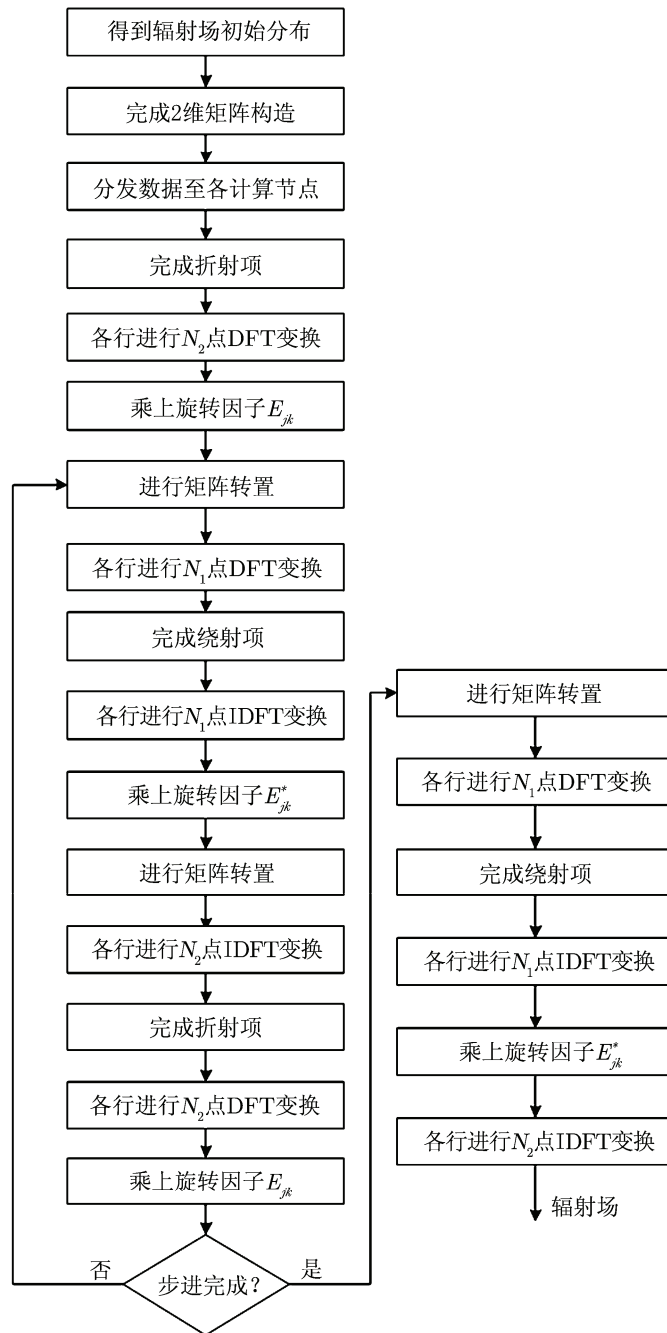 得到辐射场初始分布
完成2维矩阵构造
分发数据至各计算节点
完成折射项
各行进行N₂点DFT变换
乘上旋转因子E_jk
进行矩阵转置
各行进行N₁点DFT变换
完成绕射项
各行进行N₁点IDFT变换
乘上旋转因子E*_jk
进行矩阵转置
各行进行N₂点IDFT变换
完成折射项
各行进行N₂点DFT变换
乘上旋转因子E_jk
否
步进完成？
是
进行矩阵转置
各行进行N₁点DFT变换
完成绕射项
各行进行N₁点IDFT变换
乘上旋转因子E*_jk
各行进行N₂点IDFT变换
辐射场